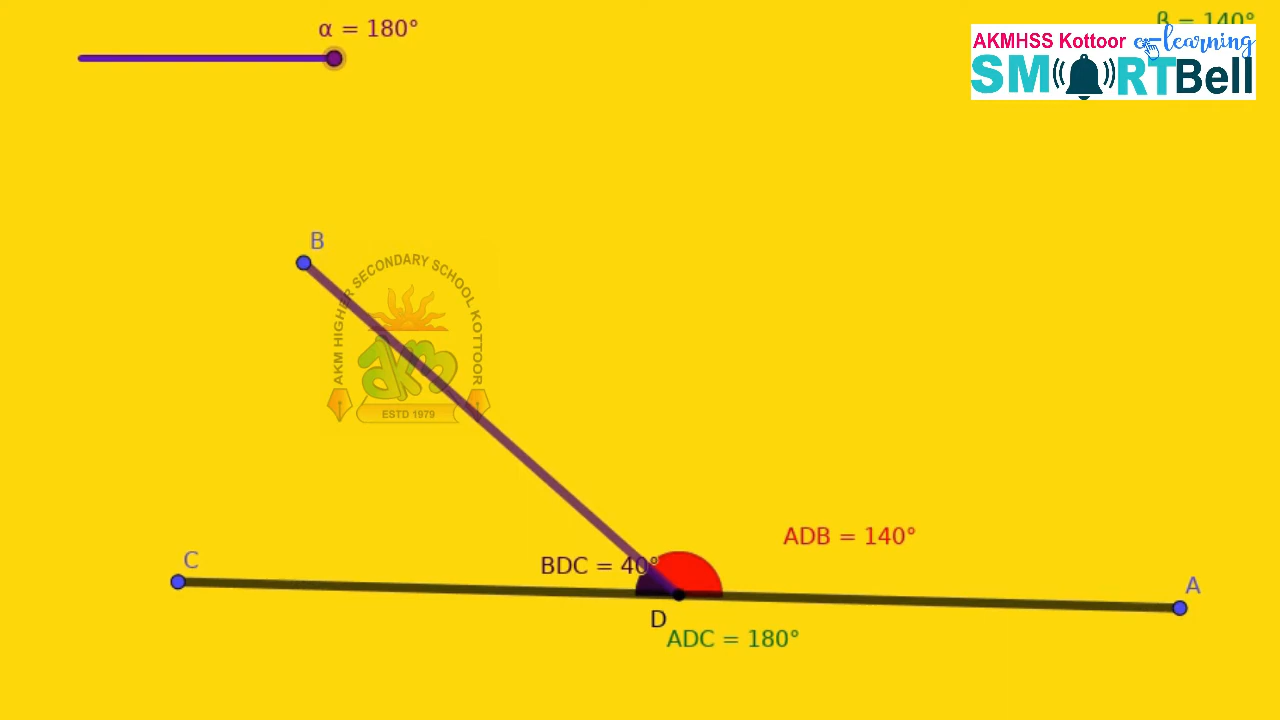 α = 180°
β = 140°
AKMHSS Kottoor e-learning
SMARTBell
B
AKM HIGHER SECONDARY SCHOOL KOTTOOR
akm
ESTD 1979
ADB = 140°
BDC = 40°
C
A
D
ADC = 180°